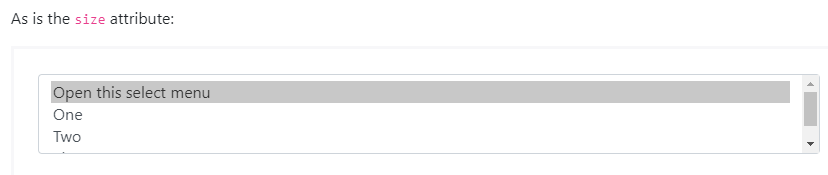 As is the size attribute:
Open this select menu
One
Two